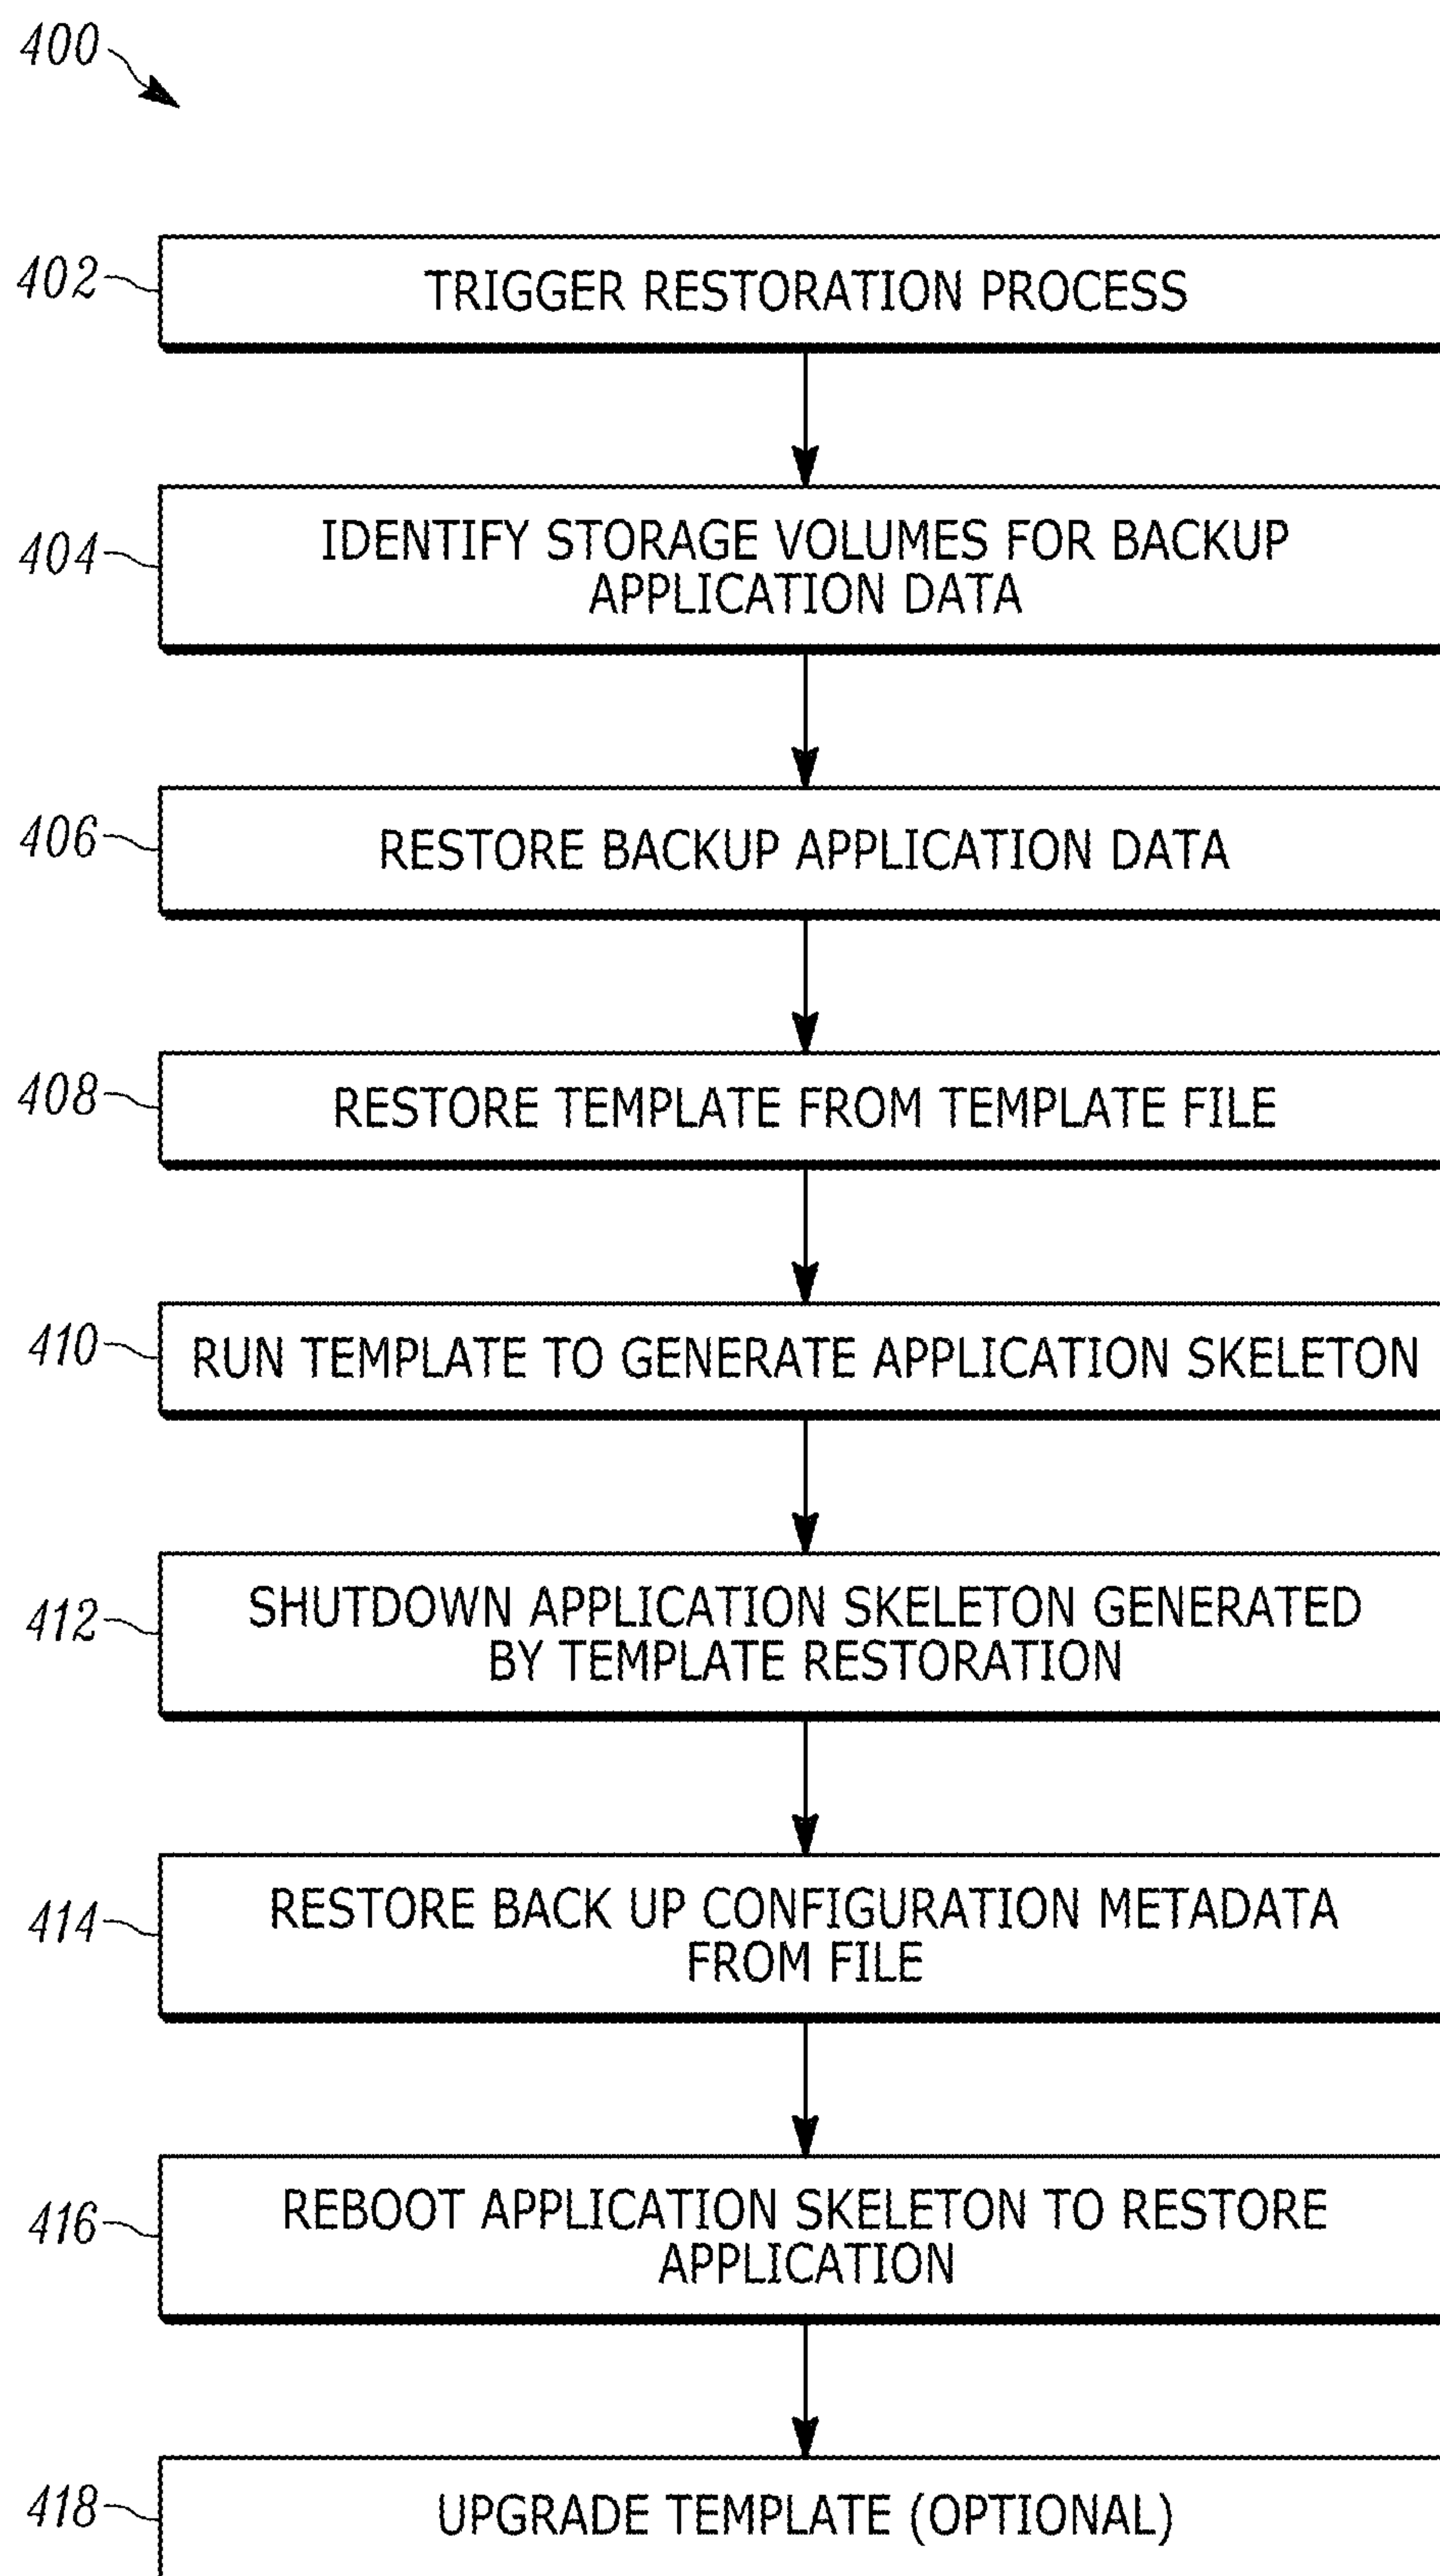 400
402
TRIGGER RESTORATION PROCESS
404
IDENTIFY STORAGE VOLUMES FOR BACKUP
APPLICATION DATA
406
RESTORE BACKUP APPLICATION DATA
408
RESTORE TEMPLATE FROM TEMPLATE FILE
410
RUN TEMPLATE TO GENERATE APPLICATION SKELETON
412
SHUTDOWN APPLICATION SKELETON GENERATED
BY TEMPLATE RESTORATION
414
RESTORE BACK UP CONFIGURATION METADATA
FROM FILE
416
REBOOT APPLICATION SKELETON TO RESTORE
APPLICATION
418
UPGRADE TEMPLATE (OPTIONAL)